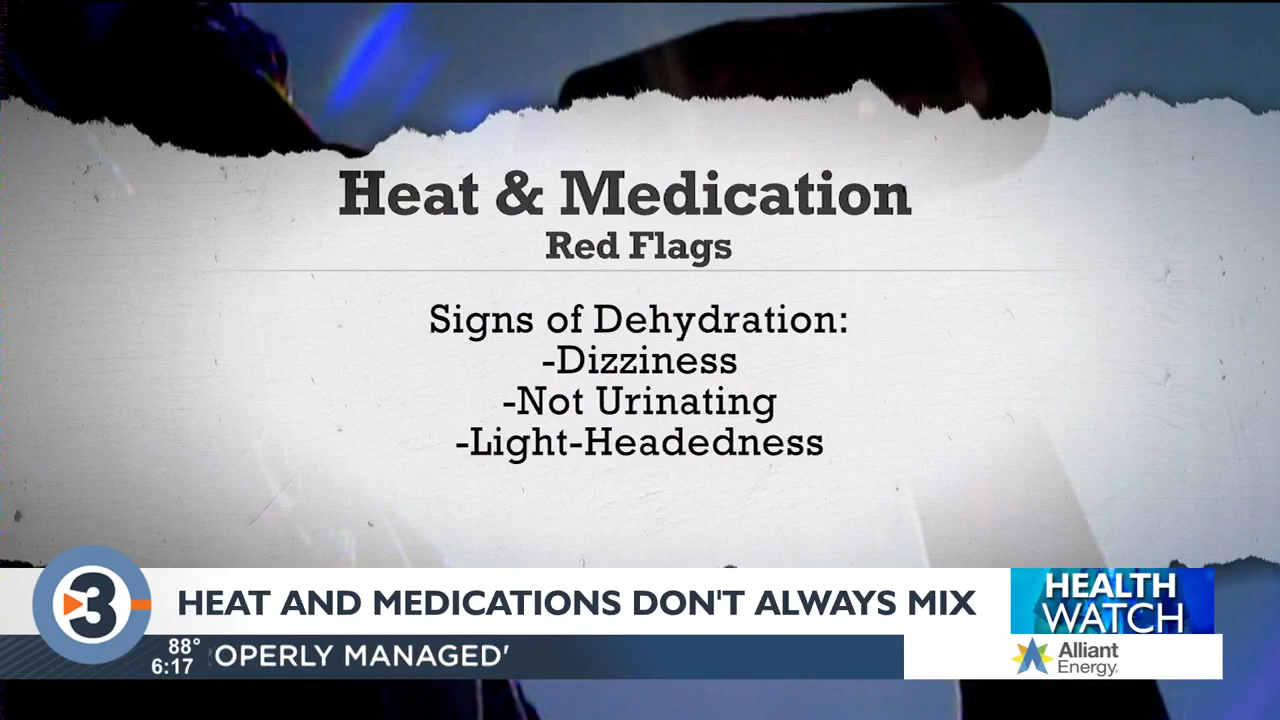 Heat & Medication
Red Flags
Signs of Dehydration:
-Dizziness
-Not Urinating
-Light-Headedness
3
HEAT AND MEDICATIONS DON'T ALWAYS MIX
HEALTH
WATCH
88°
6:17
OPERLY MANAGED'
Alliant
Energy.